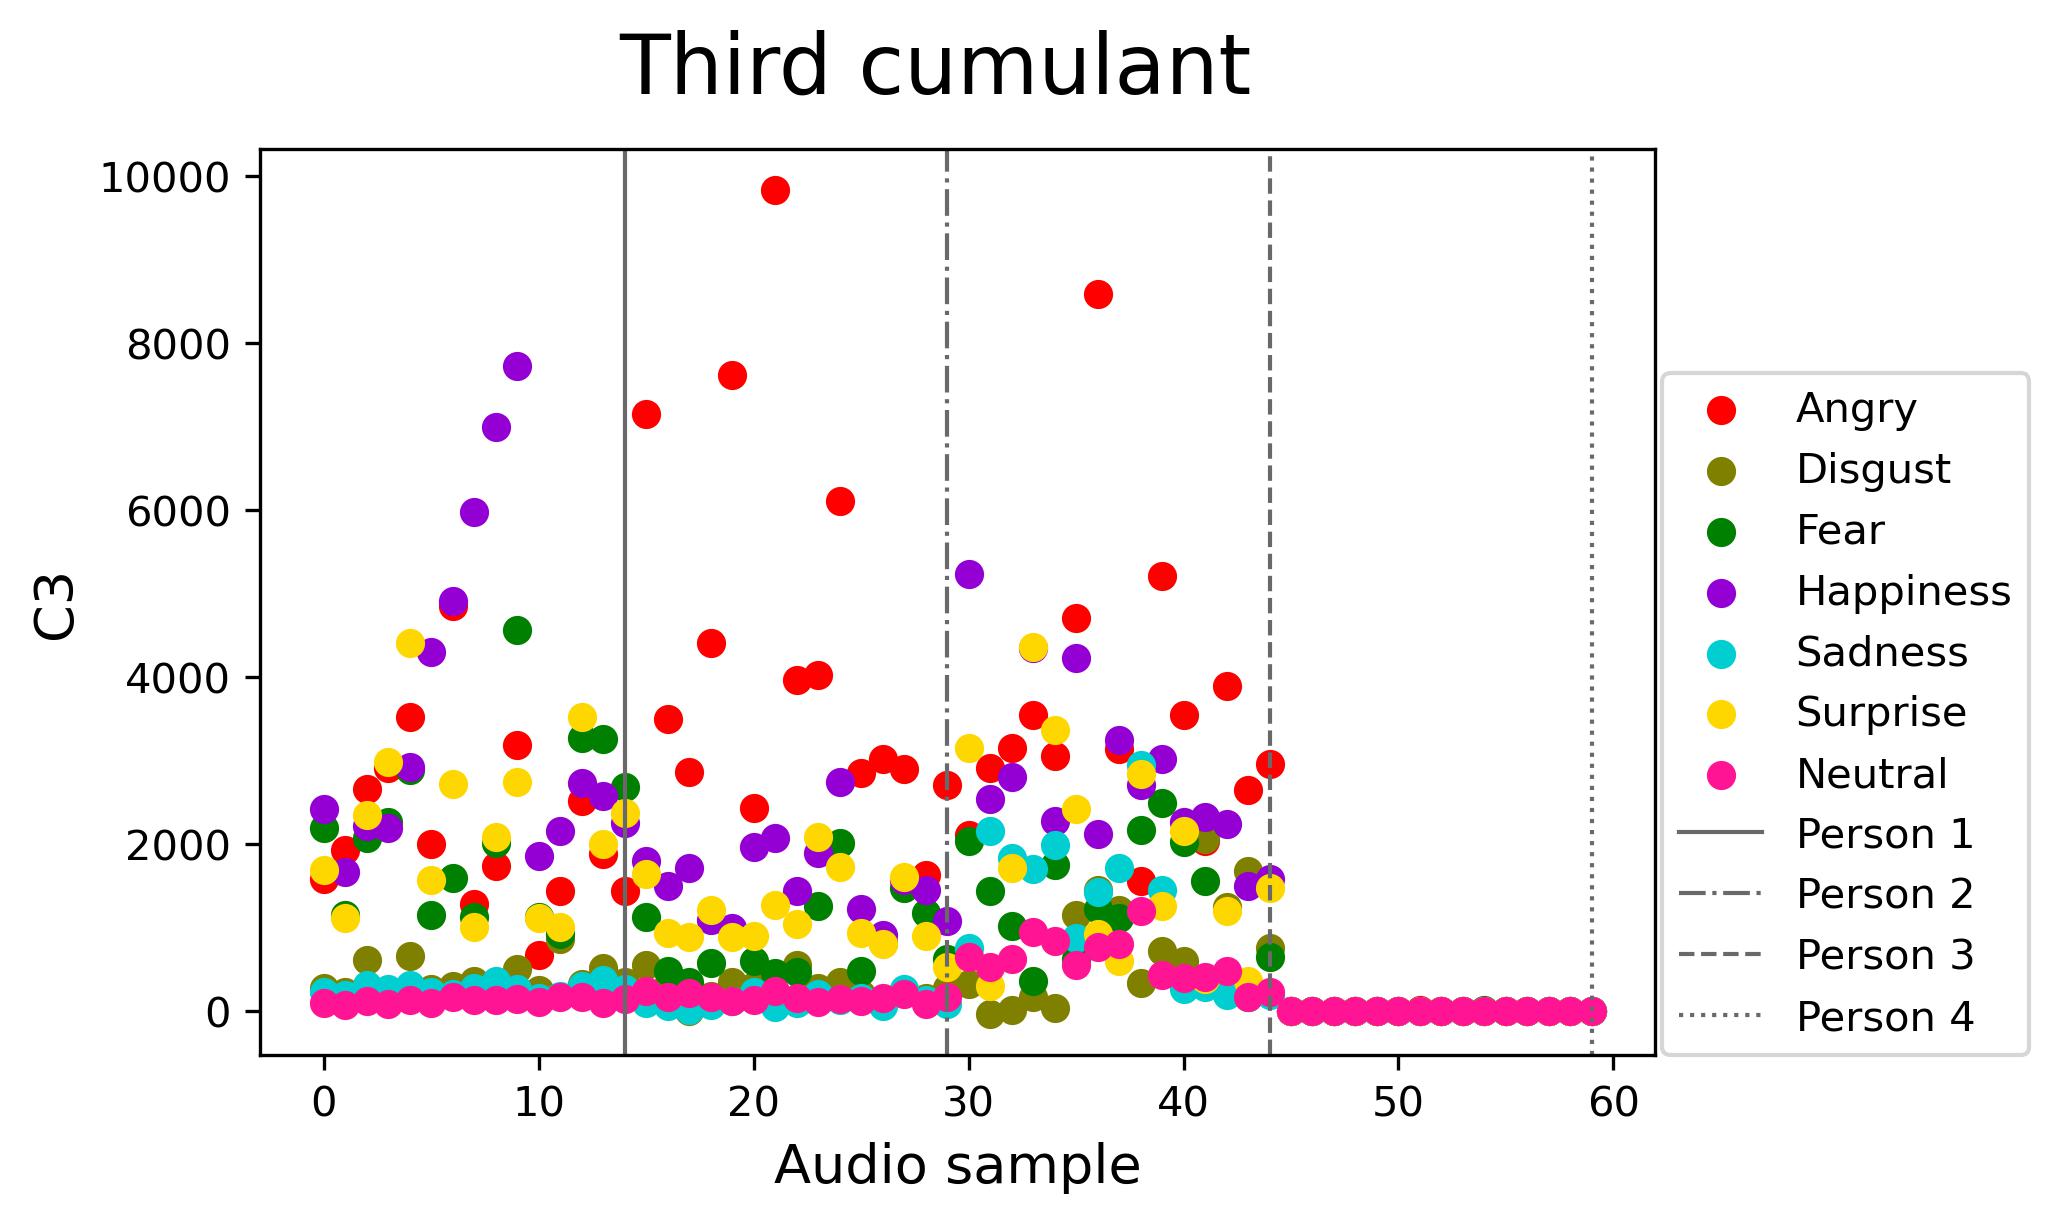 Third cumulant
10000
8000
6000
4000
2000
0
C3
0 10 20 30 40 50 60
Audio sample
Angry
Disgust
Fear
Happiness
Sadness
Surprise
Neutral
Person 1
Person 2
Person 3
Person 4